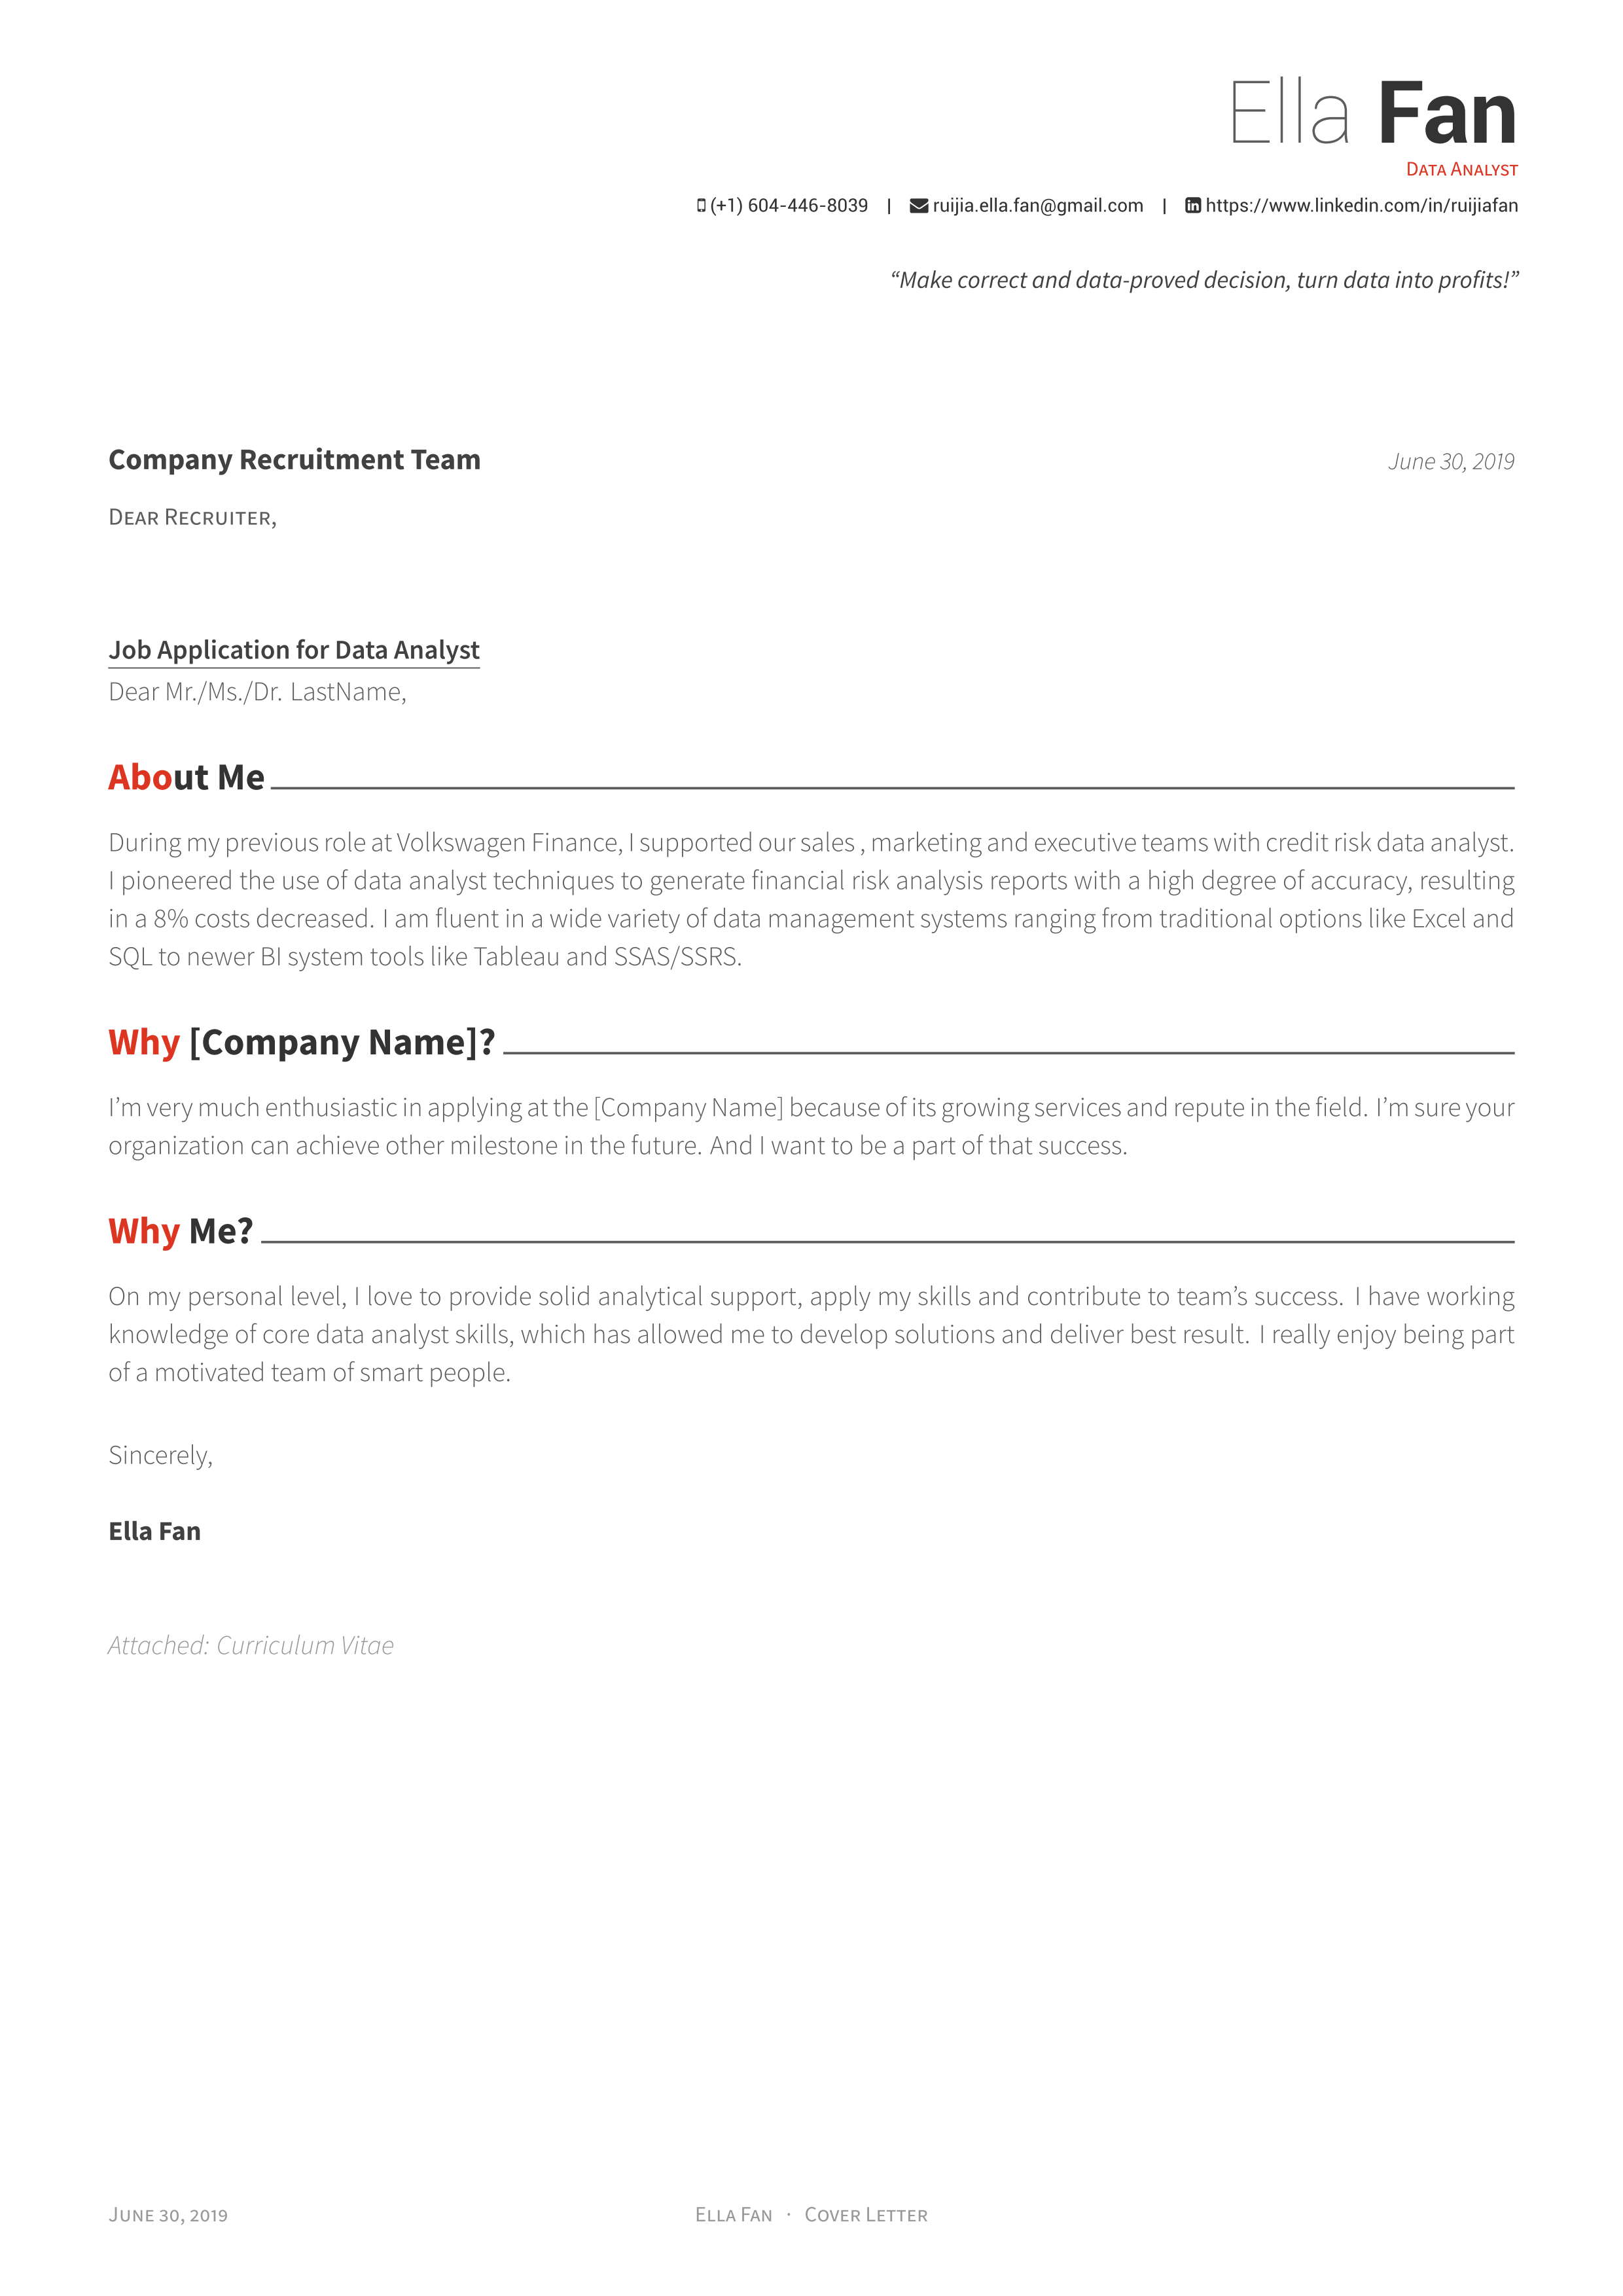 Ella Fan
Data Analyst
(+1) 604-446-8039 | ruijia.ella.fan@gmail.com | https://www.linkedin.com/in/ruijiafan
“Make correct and data-proved decision, turn data into profits!”
Company Recruitment Team June 30, 2019
Dear Recruiter,
Job Application for Data Analyst
Dear Mr./Ms./Dr. LastName,
About Me
During my previous role at Volkswagen Finance, I supported our sales , marketing and executive teams with credit risk data analyst.
I pioneered the use of data analyst techniques to generate financial risk analysis reports with a high degree of accuracy, resulting
in a 8% costs decreased. I am fluent in a wide variety of data management systems ranging from traditional options like Excel and
SQL to newer BI system tools like Tableau and SSAS/SSRS.
Why [Company Name]?
I’m very much enthusiastic in applying at the [Company Name] because of its growing services and repute in the field. I’m sure your
organization can achieve other milestone in the future. And I want to be a part of that success.
Why Me?
On my personal level, I love to provide solid analytical support, apply my skills and contribute to team’s success. I have working
knowledge of core data analyst skills, which has allowed me to develop solutions and deliver best result. I really enjoy being part
of a motivated team of smart people.
Sincerely,
Ella Fan
Attached: Curriculum Vitae
June 30, 2019 Ella Fan · Cover Letter